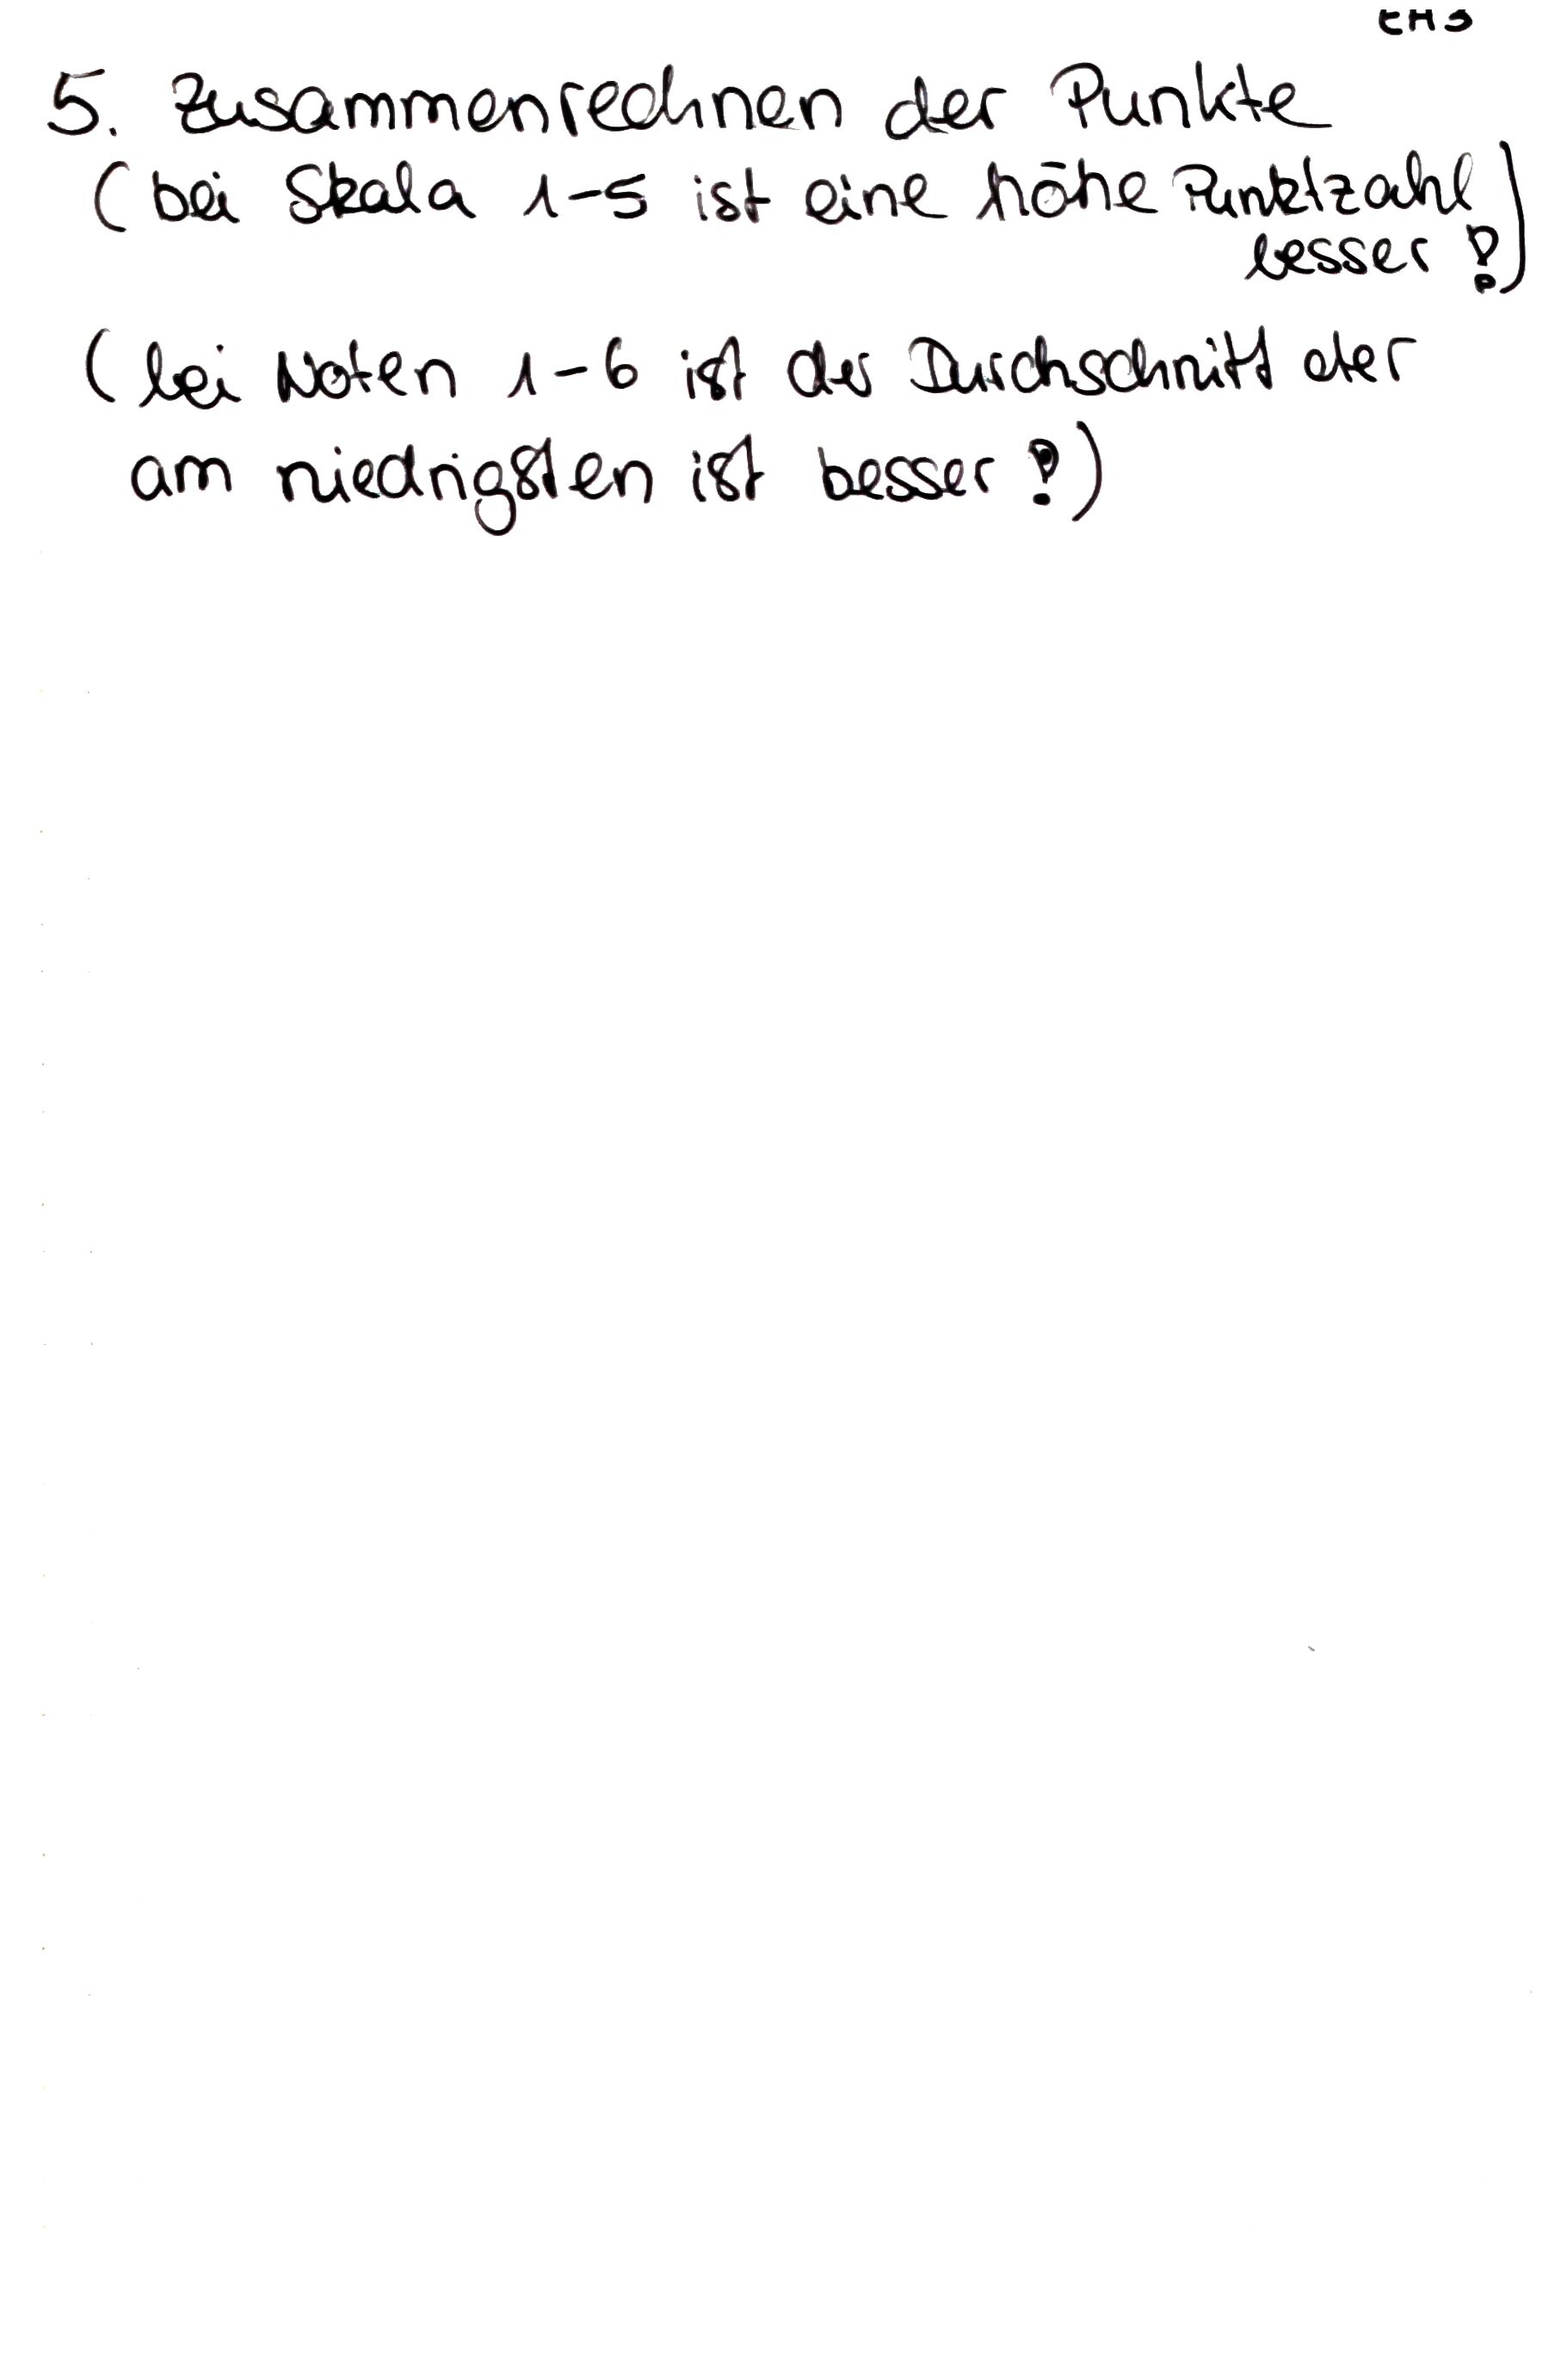 5. Zusammenrechnen der Punkte
(bei Skala 1-5 ist eine höhe Punktzahl
besser?)
(bei Noten 1-6 ist der Durchschnitt der
am niedrigsten ist besser?)